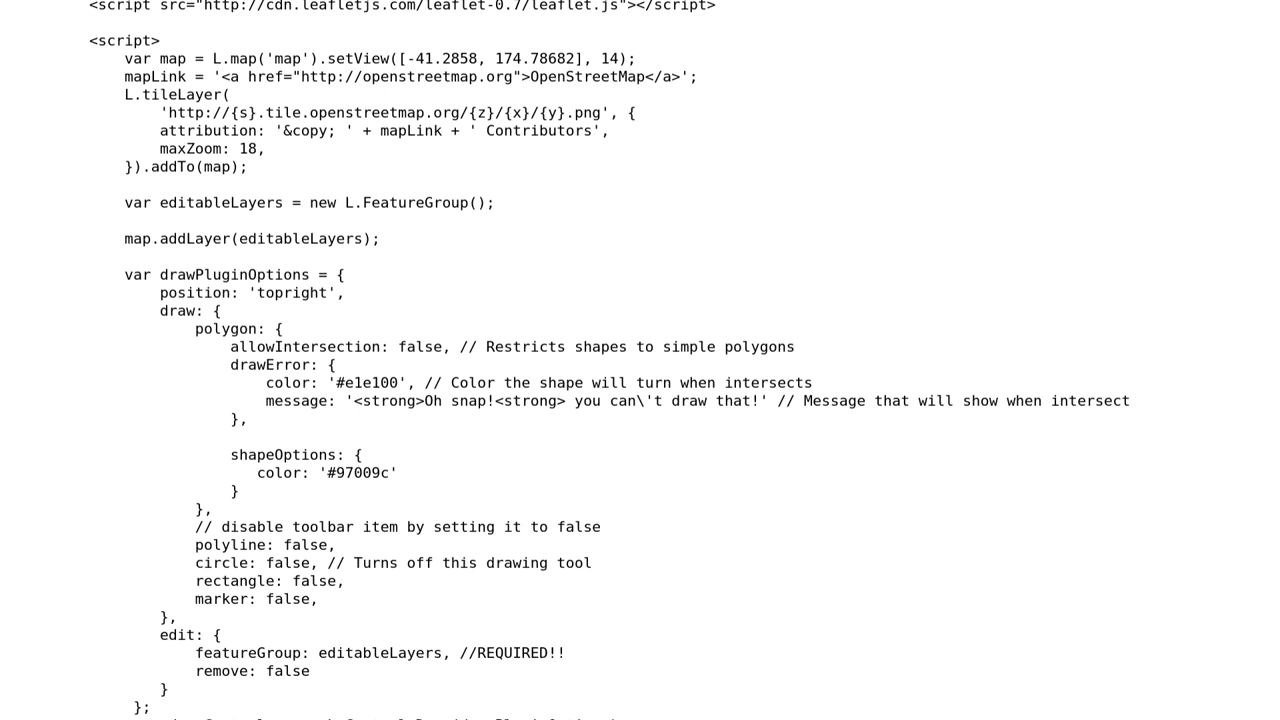 <script src="http://cdn.leafletjs.com/leaflet-0.7/leaflet.js"></script>
<script>
var map = L.map('map').setView([-41.2858, 174.78682], 14);
mapLink = '<a href="http://openstreetmap.org">OpenStreetMap</a>';
L.tileLayer(
'http://{s}.tile.openstreetmap.org/{z}/{x}/{y}.png', {
attribution: '&copy; ' + mapLink + ' Contributors',
maxZoom: 18,
}).addTo(map);
var editableLayers = new L.FeatureGroup();
map.addLayer(editableLayers);
var drawPluginOptions = {
position: 'topright',
draw: {
polygon: {
allowIntersection: false, // Restricts shapes to simple polygons
drawError: {
color: '#e1e100', // Color the shape will turn when intersects
message: '<strong>Oh snap!<strong> you can\'t draw that!' // Message that will show when intersect
},
shapeOptions: {
color: '#97009c'
}
},
// disable toolbar item by setting it to false
polyline: false,
circle: false, // Turns off this drawing tool
rectangle: false,
marker: false,
},
edit: {
featureGroup: editableLayers, //REQUIRED!!
remove: false
}
};